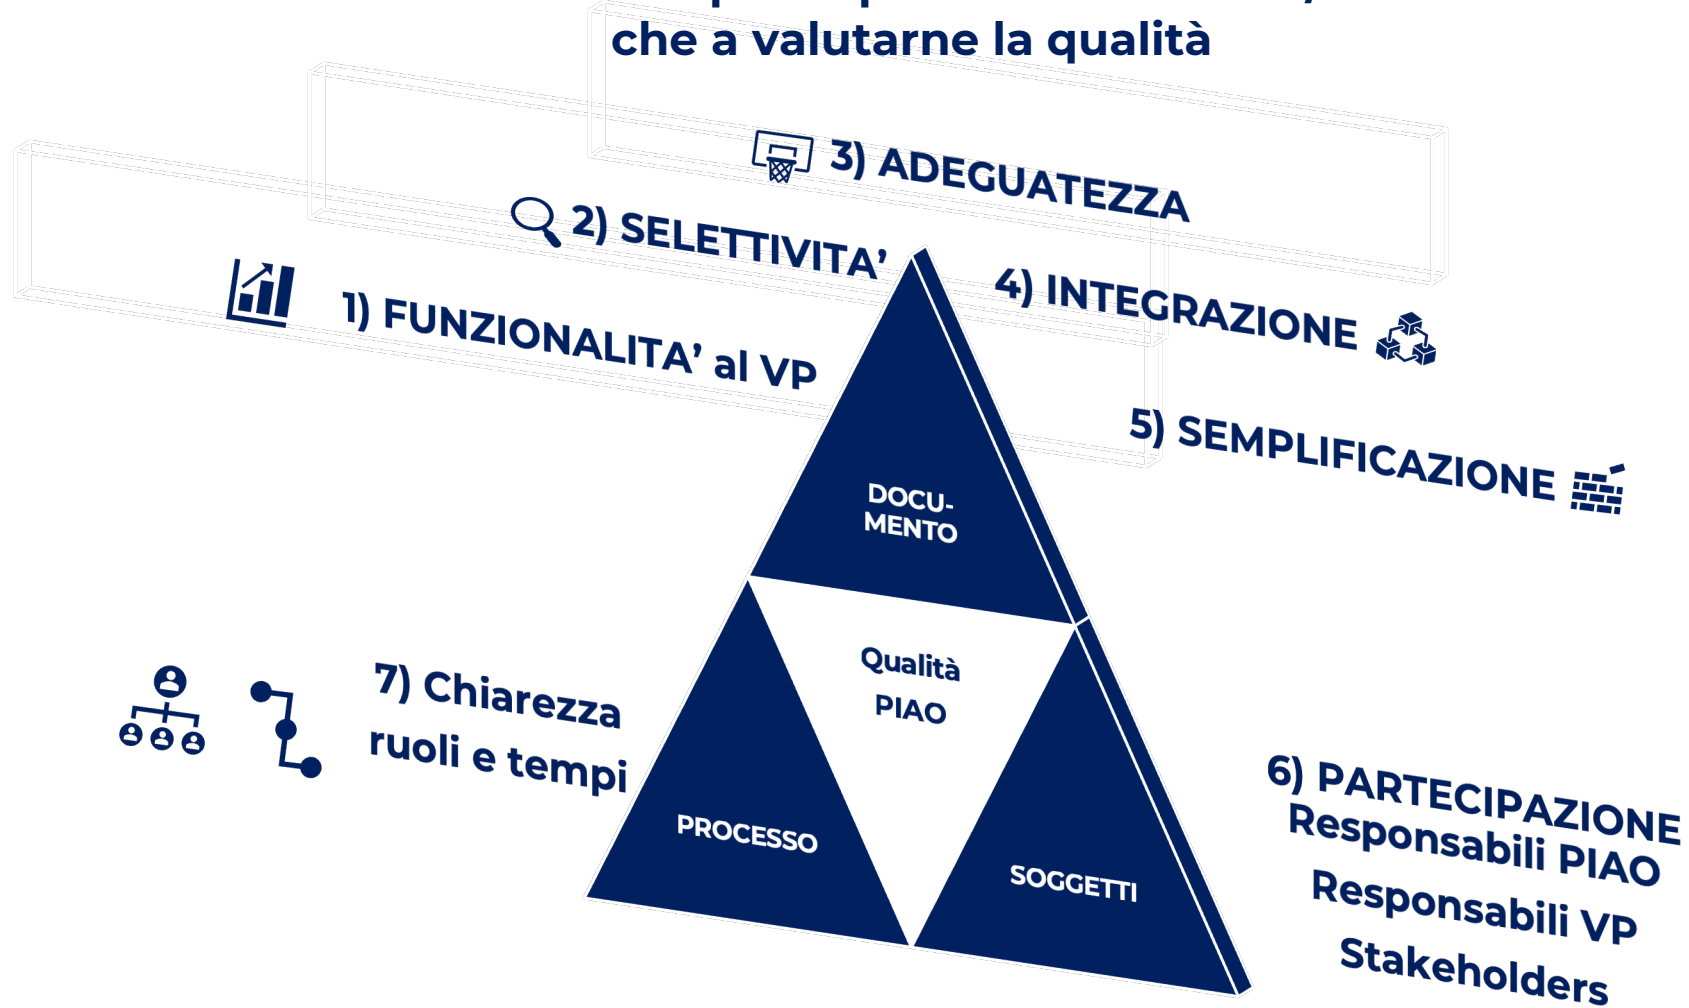 che a valutarne la qualità
3) ADEGUATEZZA
2) SELETTIVITA’
4) INTEGRAZIONE
1) FUNZIONALITA’ al VP
5) SEMPLIFICAZIONE
DOCU-
MENTO
Qualità
PIAO
7) Chiarezza
ruoli e tempi
PROCESSO
SOGGETTI
6) PARTECIPAZIONE
Responsabili PIAO
Responsabili VP
Stakeholders